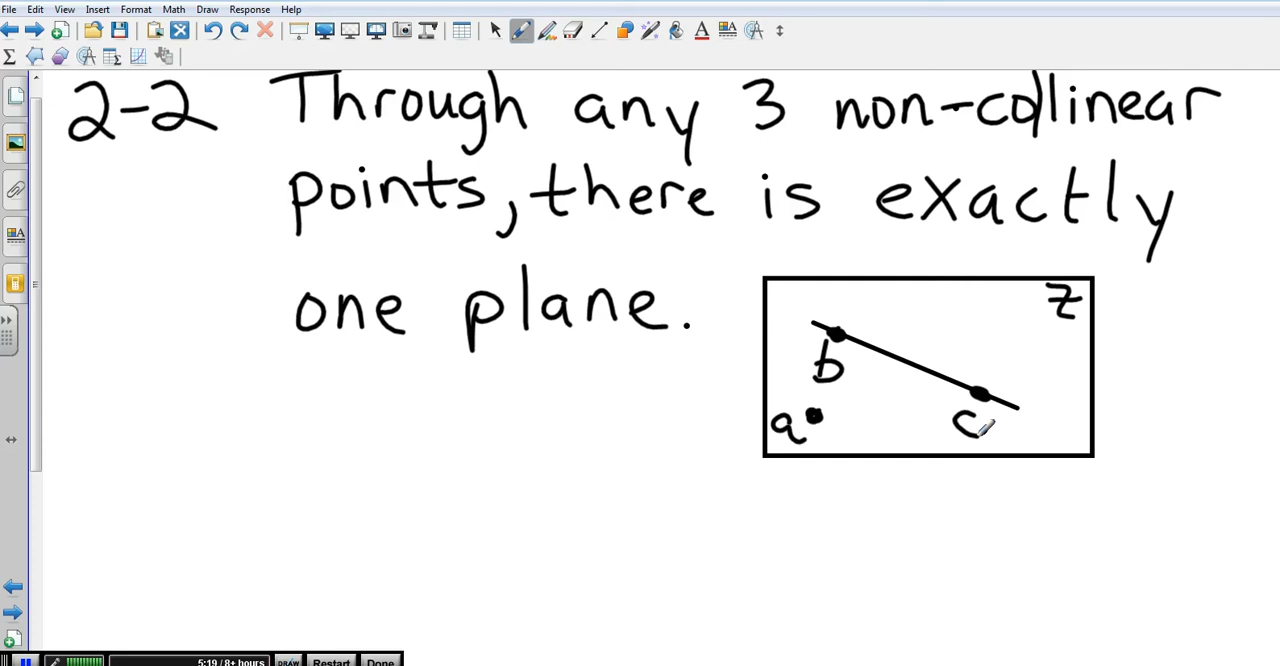 File Edit View Insert Format Math Draw Response Help
2-2 Through any 3 non-collinear
points, there is exactly
one plane.
z
b
a
c
5:19 / 8+ hours DRAW Restart Done